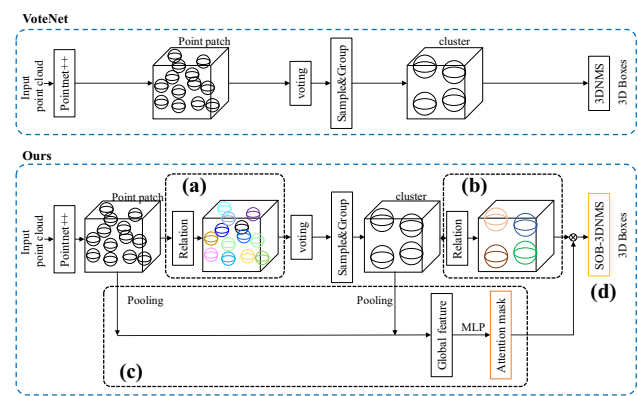 VoteNet
Input
point cloud
Pointnet++
Point patch
voting
Sample&Group
cluster
3DNMS
3D Boxes
Ours
Input
point cloud
Pointnet++
Point patch
(a)
Relation
voting
Sample&Group
cluster
(b)
Relation
SOB-3DNMS
3D Boxes
(d)
Pooling
Pooling
(c)
Global feature
MLP
Attention mask